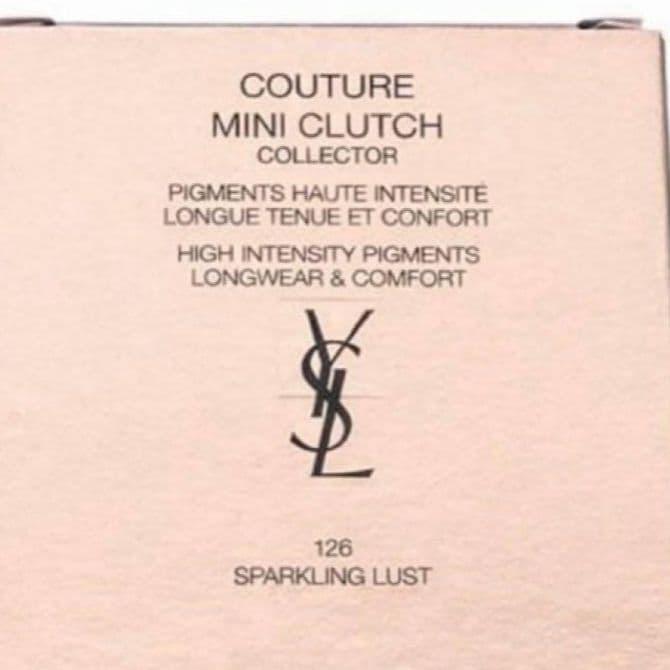 COUTURE
MINI CLUTCH
COLLECTOR
PIGMENTS HAUTE INTENSITÉ
LONGUE TENUE ET CONFORT
HIGH INTENSITY PIGMENTS
LONGWEAR & COMFORT
YSL
126
SPARKLING LUST